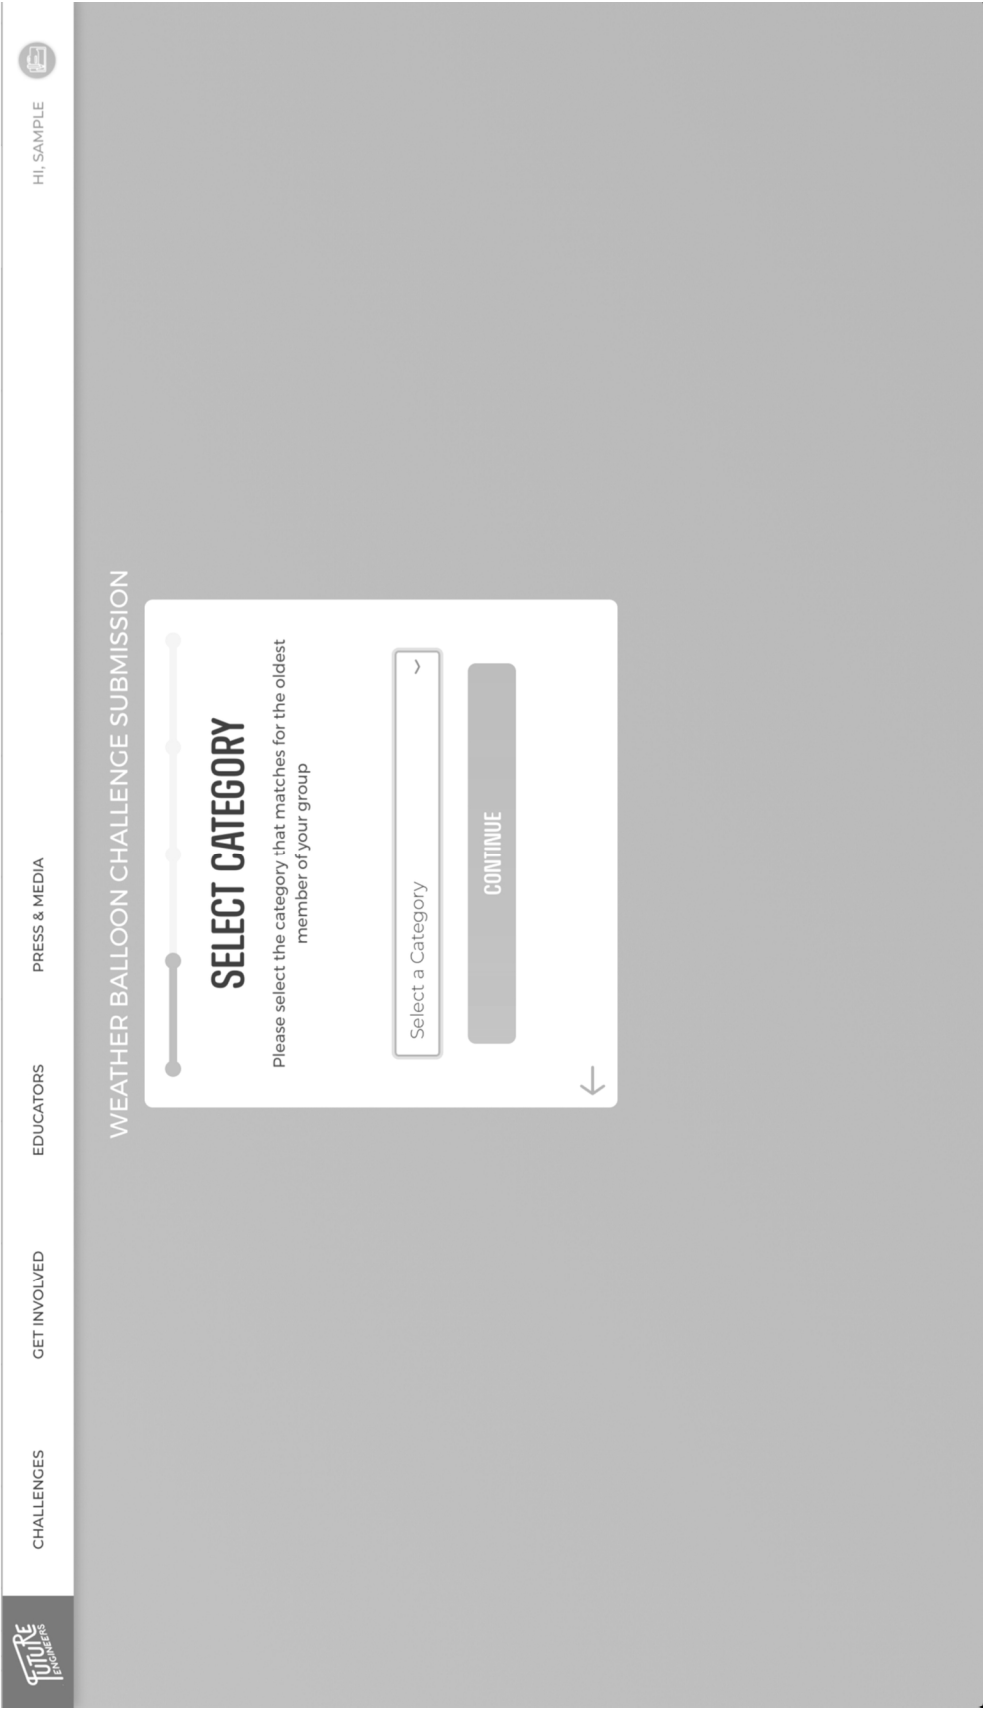 FUTURE
ENGINEERS
CHALLENGES
GET INVOLVED
EDUCATORS
PRESS & MEDIA
HI, SAMPLE
WEATHER BALLOON CHALLENGE SUBMISSION
SELECT CATEGORY
Please select the category that matches for the oldest
member of your group
Select a Category
CONTINUE